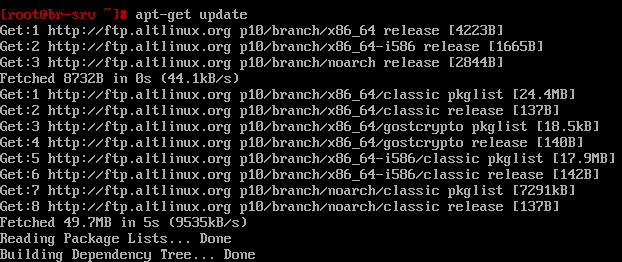 [root@br-srv ~]# apt-get update
Get:1 http://ftp.altlinux.org p10/branch/x86_64 release [4223B]
Get:2 http://ftp.altlinux.org p10/branch/x86_64-i586 release [1665B]
Get:3 http://ftp.altlinux.org p10/branch/noarch release [2844B]
Fetched 8732B in 0s (44.1kB/s)
Get:1 http://ftp.altlinux.org p10/branch/x86_64/classic pkglist [24.4MB]
Get:2 http://ftp.altlinux.org p10/branch/x86_64/classic release [137B]
Get:3 http://ftp.altlinux.org p10/branch/x86_64/gostcrypto pkglist [18.5kB]
Get:4 http://ftp.altlinux.org p10/branch/x86_64/gostcrypto release [140B]
Get:5 http://ftp.altlinux.org p10/branch/x86_64-i586/classic pkglist [17.9MB]
Get:6 http://ftp.altlinux.org p10/branch/x86_64-i586/classic release [142B]
Get:7 http://ftp.altlinux.org p10/branch/noarch/classic pkglist [7291kB]
Get:8 http://ftp.altlinux.org p10/branch/noarch/classic release [137B]
Fetched 49.7MB in 5s (9535kB/s)
Reading Package Lists... Done
Building Dependency Tree... Done